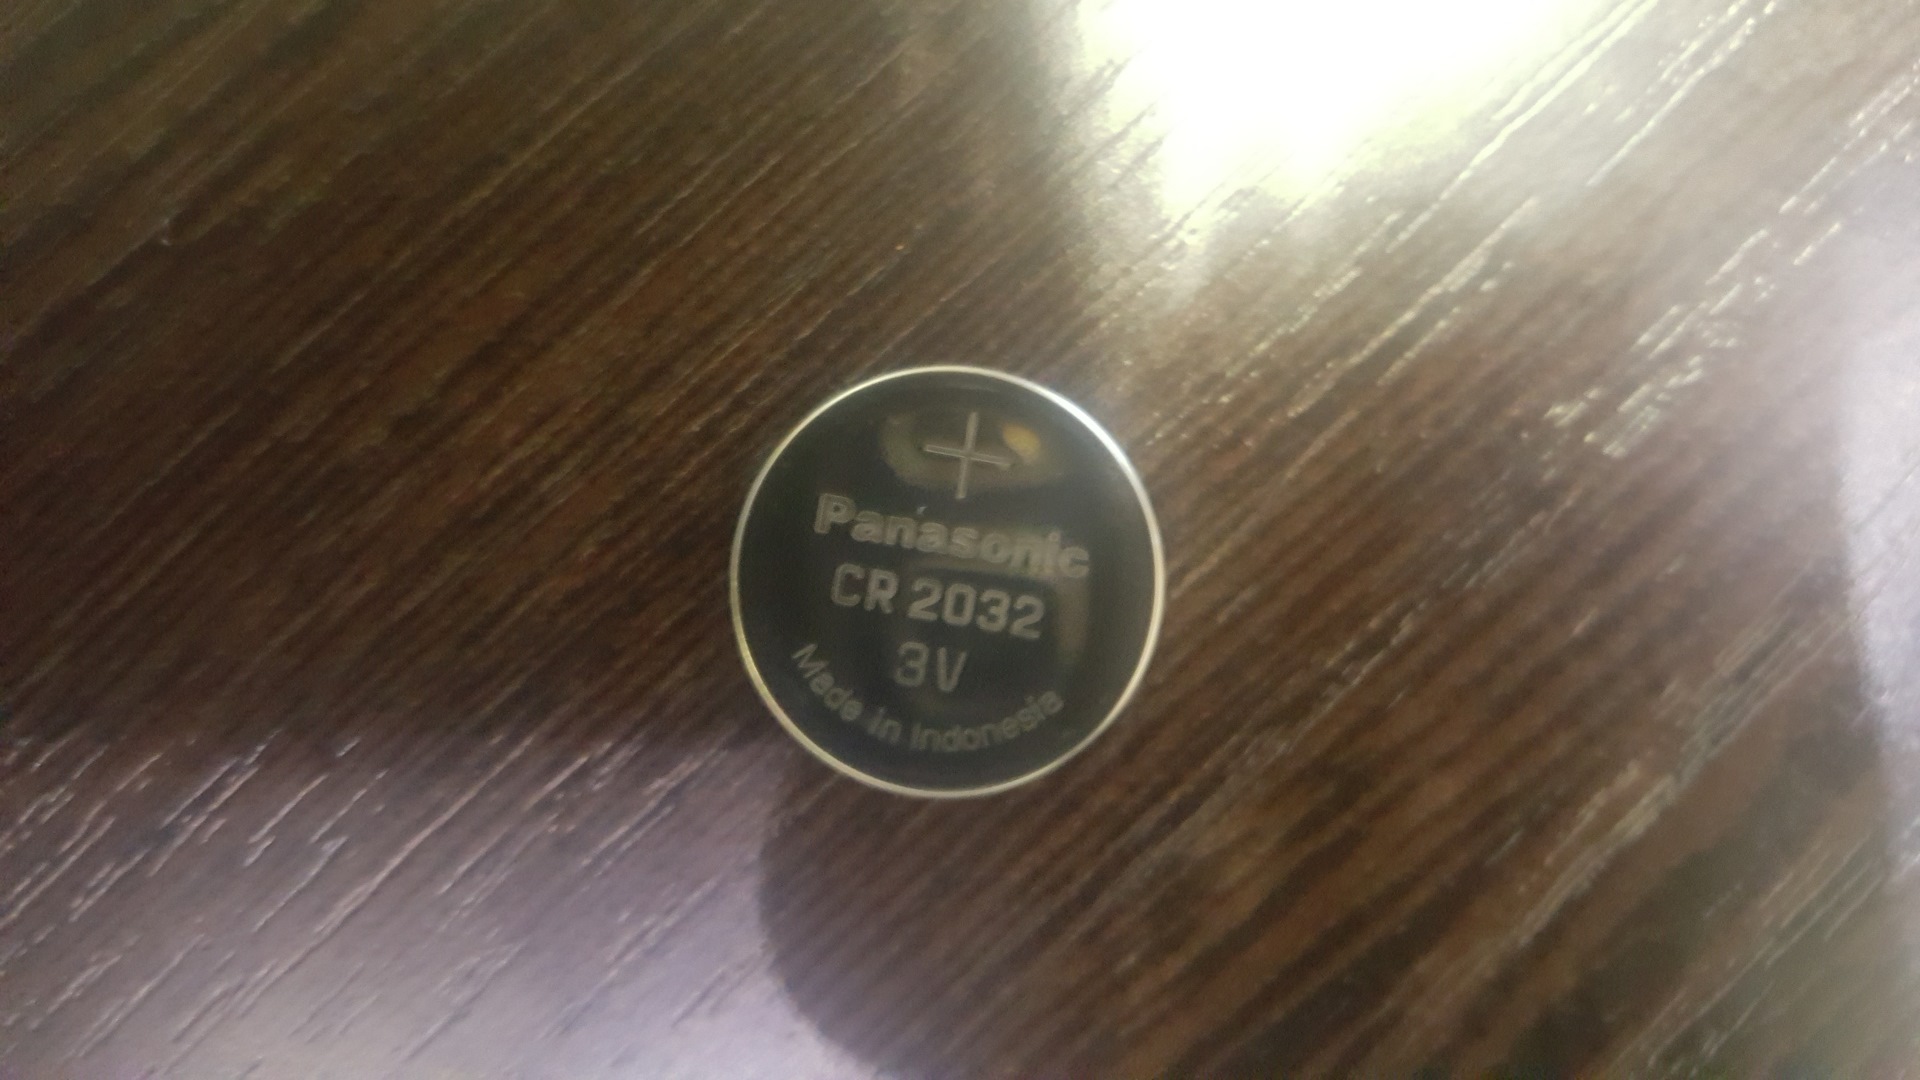 +
Panasonic
CR 2032
3V
Made in Indonesia